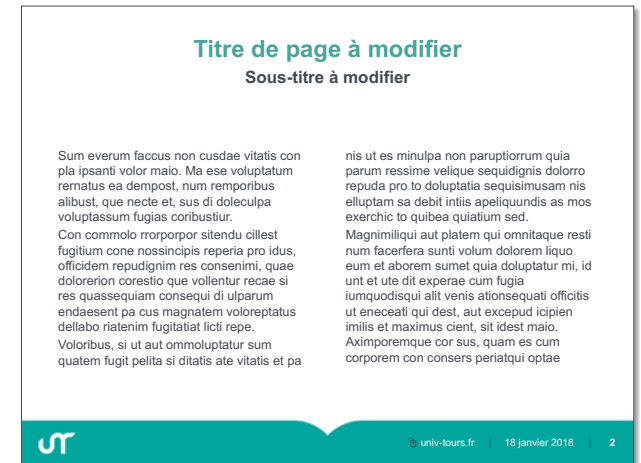 Titre de page à modifier
Sous-titre à modifier
Sum everum faccus non cusdae vitatis con
pla ipsanti volor maio. Ma ese voluptatum
rernatus ea dempost, num remporibus
alibust, que necte et, sus di doleculpa
voluptassum fugias coribustiur.
Con commolo rrorporpor sitendu cillest
fugitium cone nossincipis reperia pro idus,
officidem repudignim res consenimi, quae
dolorerion corestio que vollentur recae si
res quassequiam consequi di ulparum
endaesent pa cus magnatem voloreptatus
dellabo riatenim fugitatiat licti repe.
Voloribus, si ut aut ommoluptatur sum
quatem fugit pelita si ditatis ate vitatis et pa
nis ut es minulpa non paruptiorrum quia
parum ressime velique sequidignis dolorro
repuda pro to doluptatia sequisimusam nis
elluptam sa debit intiis apeliquundis as mos
exerchic to quibea quiatium sed.
Magnimiliqui aut platem qui omnitaque resti
num facerfera sunti volum dolorem liquo
eum et aborem sumet quia doluptatur mi, id
unt et ute dit experae cum fugia
iumquodisqui alit venis ationsequati officitis
ut eneceati qui dest, aut excepud icipien
imilis et maximus cient, sit idest maio.
Aximporemque cor sus, quam es cum
corporem con consers periatqui optae
univ-tours.fr | 18 janvier 2018 | 2